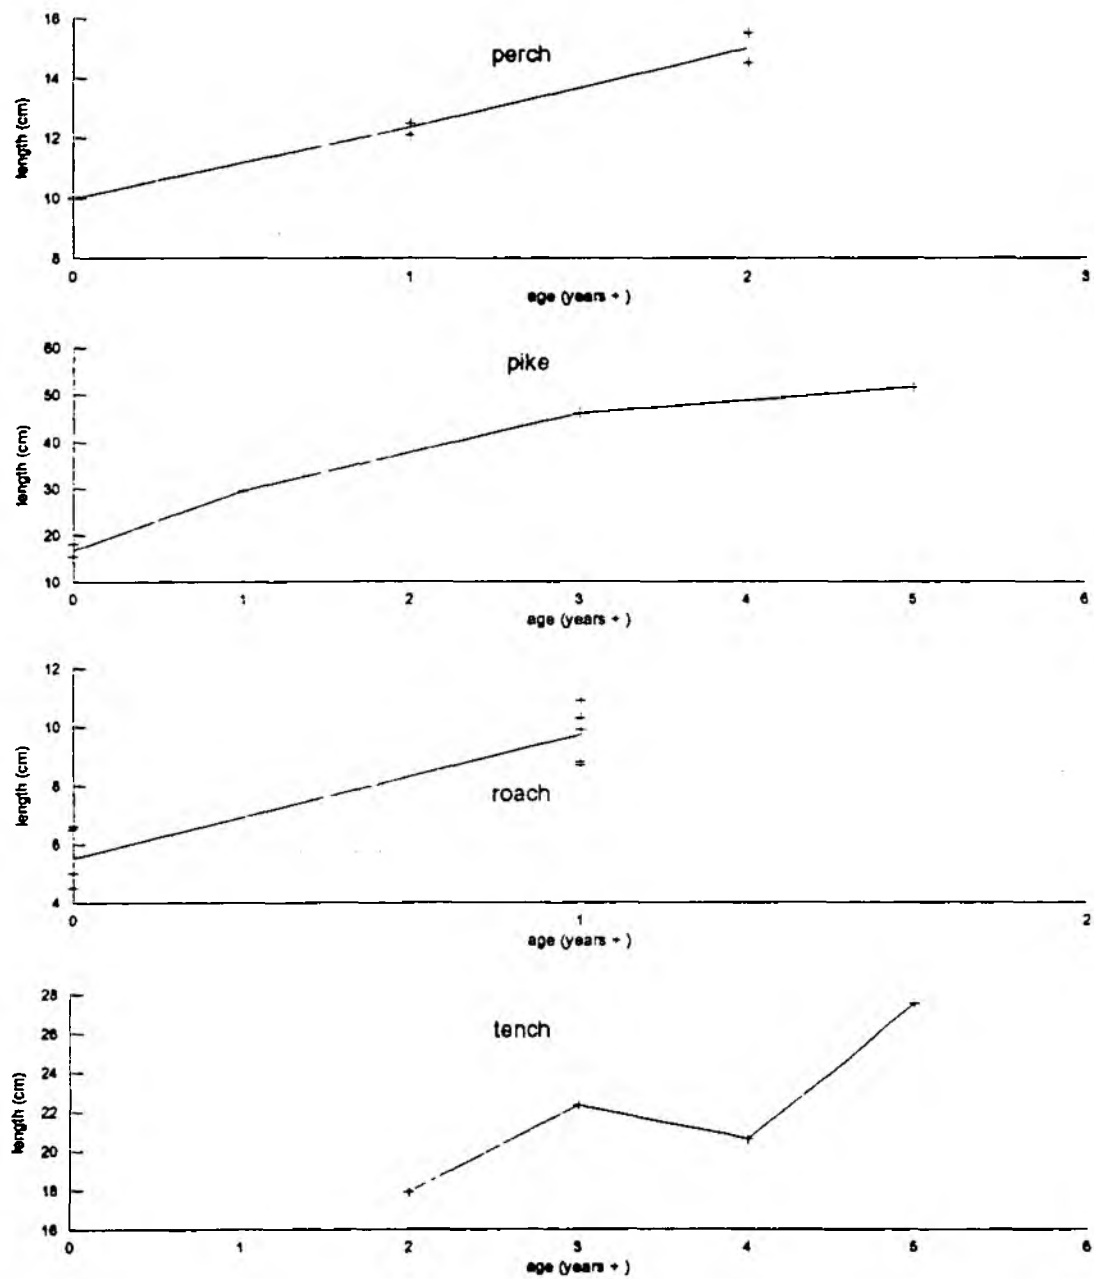 16
perch
14
length (cm)
12
10
8
0 1 2 3
age (years + )
60
pike
50
40
length (cm)
30
20
10
0 1 2 3 4 5 6
age (years + )
12
10
length (cm)
8
roach
6
4
0 1 2
age (years + )
28
tench
26
24
length (cm)
22
20
18
16
0 1 2 3 4 5 6
age (years + )